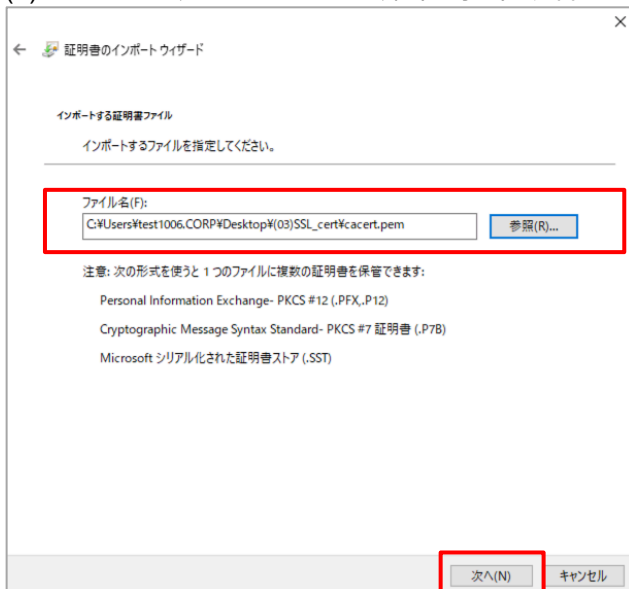 ←
証明書のインポート ウィザード
インポートする証明書ファイル
インポートするファイルを指定してください。
ファイル名(F):
C:¥Users¥test1006.CORP¥Desktop¥(03)SSL_cert¥cacert.pem
参照(R)...
注意: 次の形式を使うと 1 つのファイルに複数の証明書を保管できます:
Personal Information Exchange- PKCS #12 (.PFX,.P12)
Cryptographic Message Syntax Standard- PKCS #7 証明書 (.P7B)
Microsoft シリアル化された証明書ストア (.SST)
次へ(N)
キャンセル